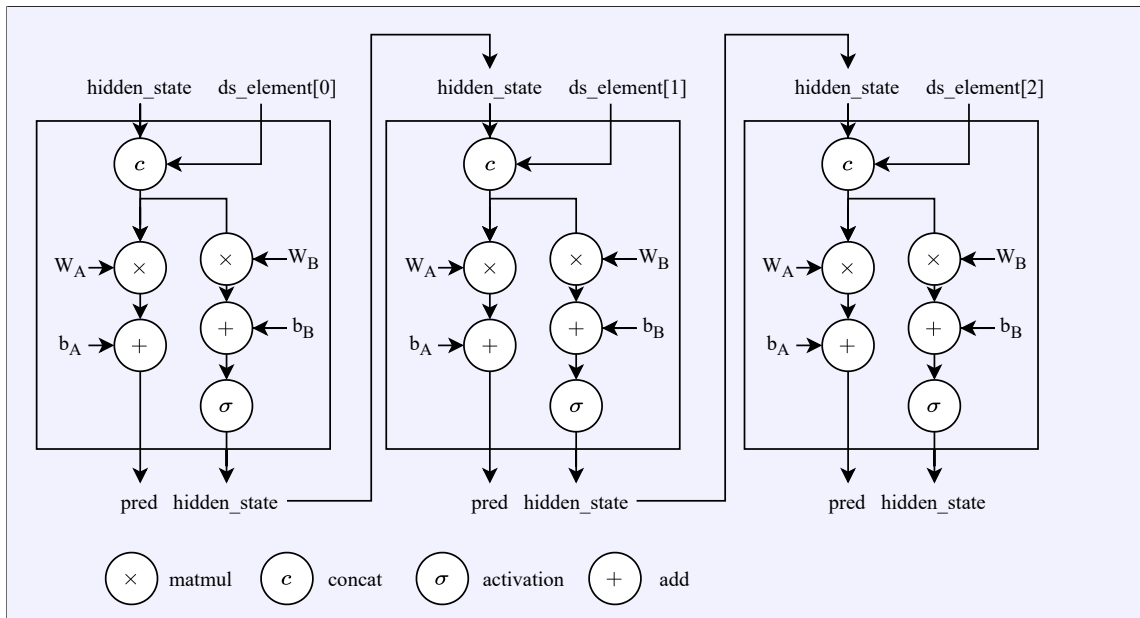 hidden_state ds_element[0] hidden_state ds_element[1] hidden_state ds_element[2]
c c c
× × W_B × × W_B × × W_B
W_A W_A W_A
+ b_B + b_B + b_B
b_A + b_A + b_A +
σ σ σ
pred hidden_state pred hidden_state pred hidden_state
× matmul c concat σ activation + add